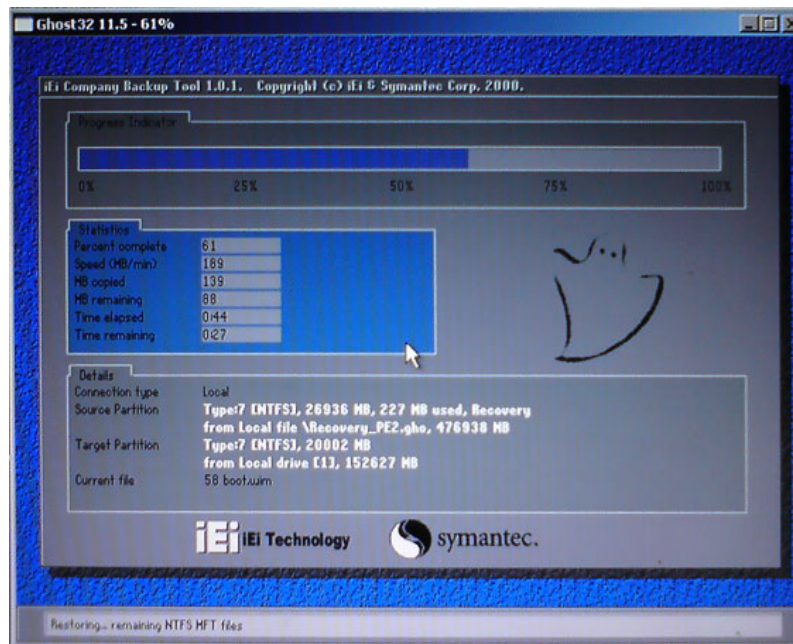 Ghost32 11.5 - 61%
iEi Company Backup Tool 1.0.1. Copyright (c) iEi & Symantec Corp. 2000.
Progress Indicator
0% 25% 50% 75% 100%
Statistics
Percent complete 61
Speed (MB/min) 189
MB copied 139
MB remaining 88
Time elapsed 0:44
Time remaining 0:27
Details
Connection type Local
Source Partition Type:7 [NTFS], 26936 MB, 227 MB used, Recovery
from Local file \Recovery_PE2.gho, 476938 MB
Target Partition Type:7 [NTFS], 20002 MB
from Local drive [1], 152627 MB
Current file 58 boot.wim
iEi iEi Technology symantec.
Restoring... remaining NTFS MFT files